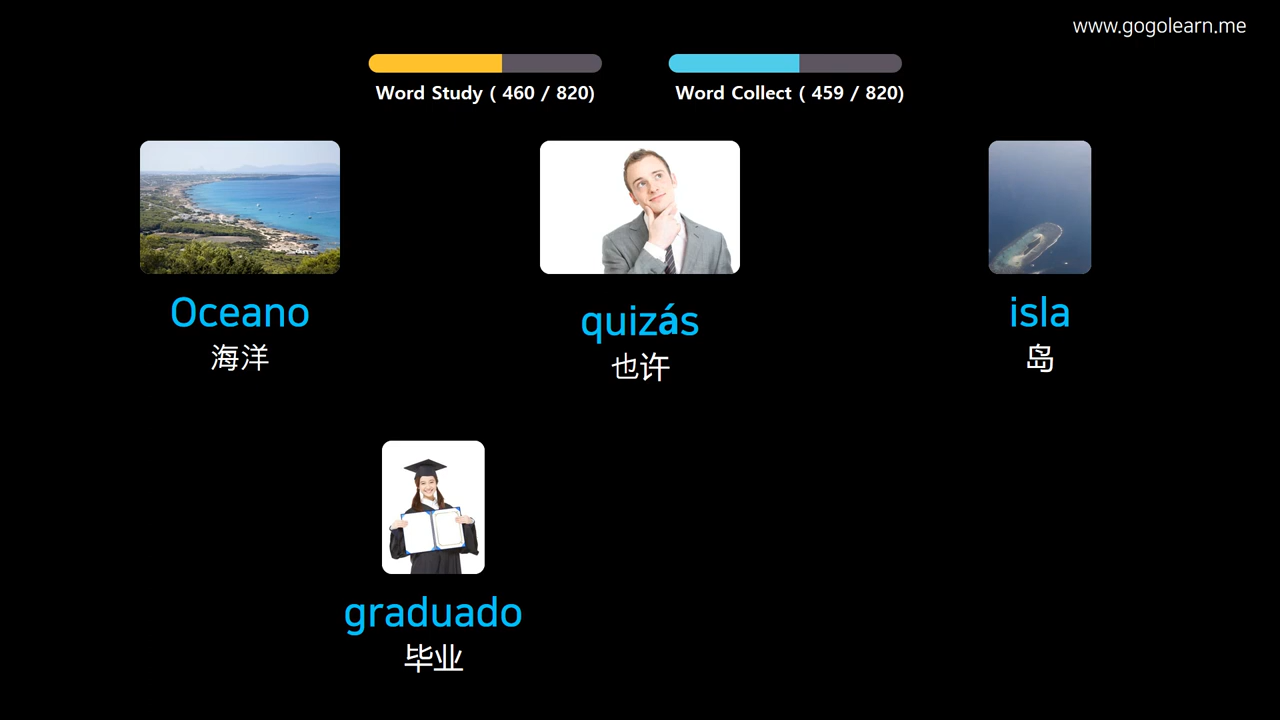 www.gogolearn.me
Word Study ( 460 / 820)
Word Collect ( 459 / 820)
Oceano
海洋
quizás
也许
isla
岛
graduado
毕业